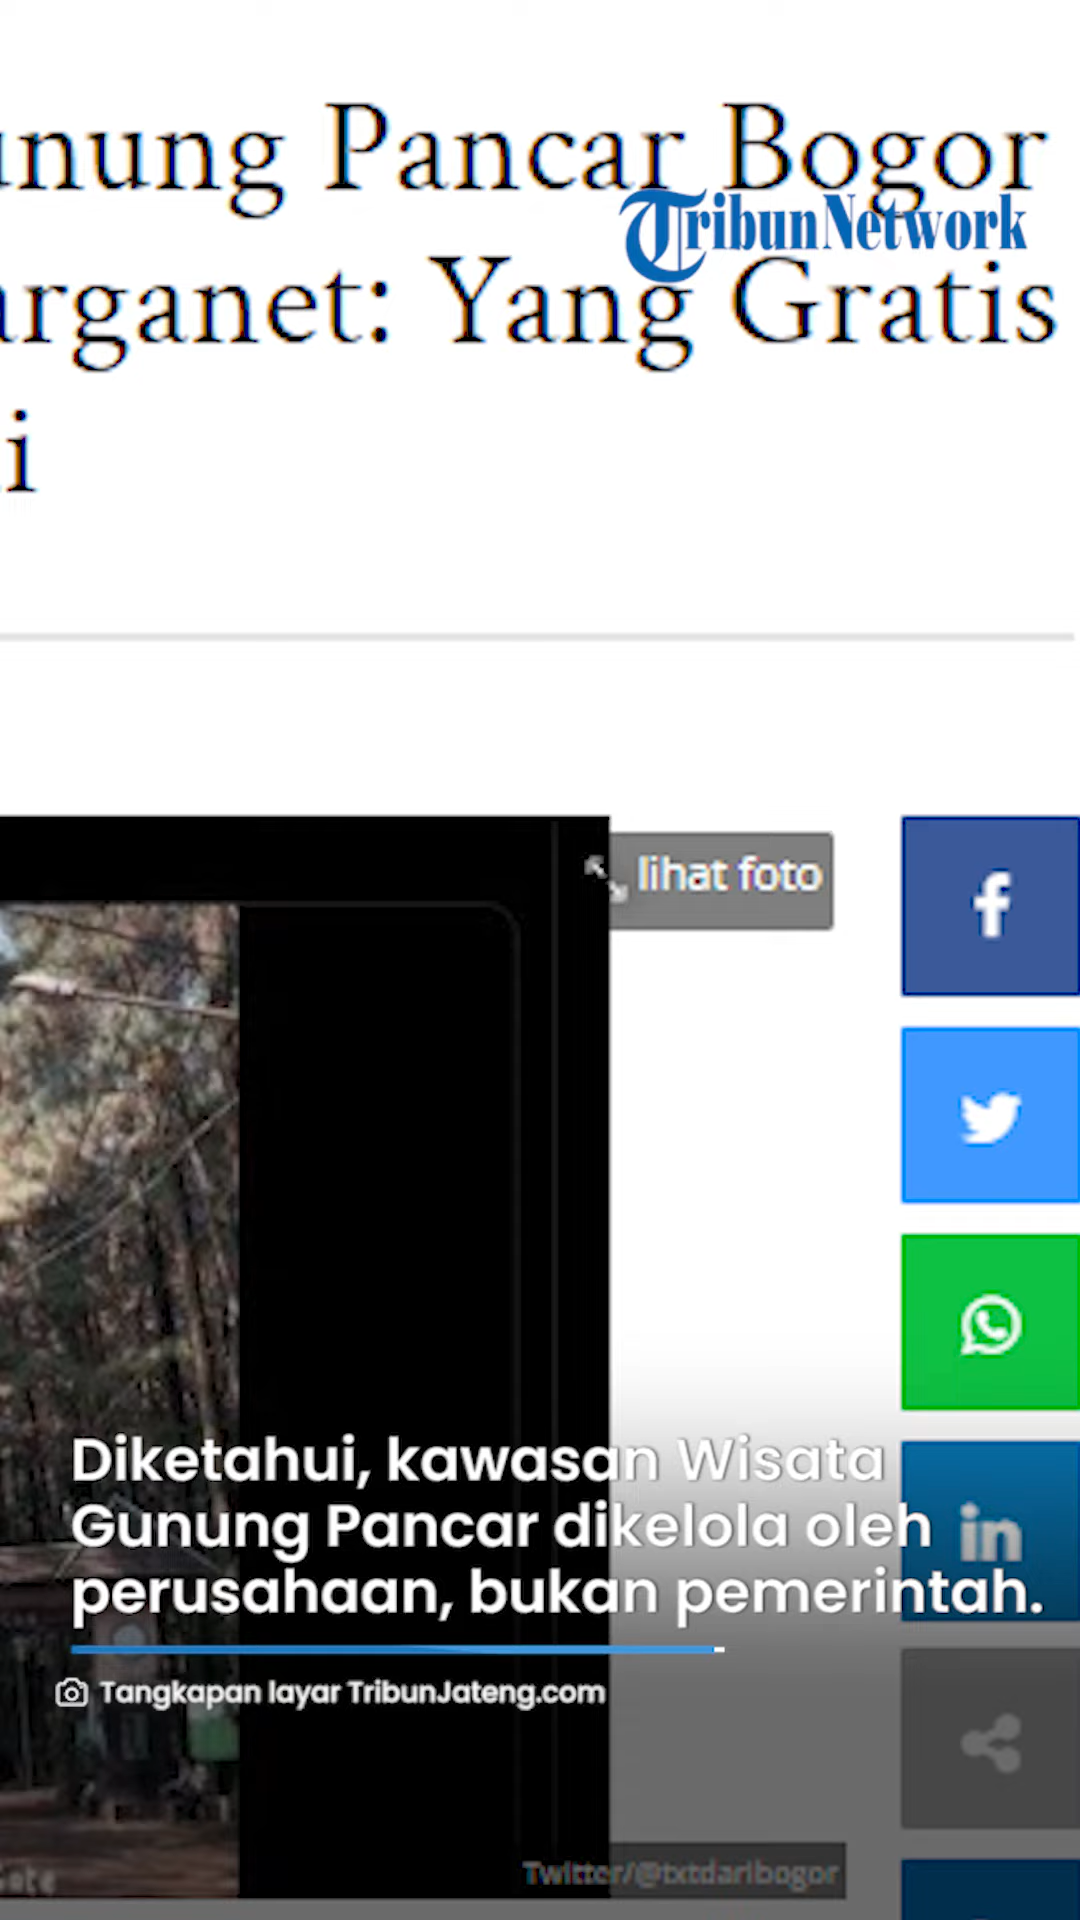 unung Pancar Bogor
TribunNetwork
arganet: Yang Gratis
i
lihat foto
Diketahui, kawasan Wisata
Gunung Pancar dikelola oleh
perusahaan, bukan pemerintah.
Tangkapan layar TribunJateng.com
Twitter/@txtdaribogor